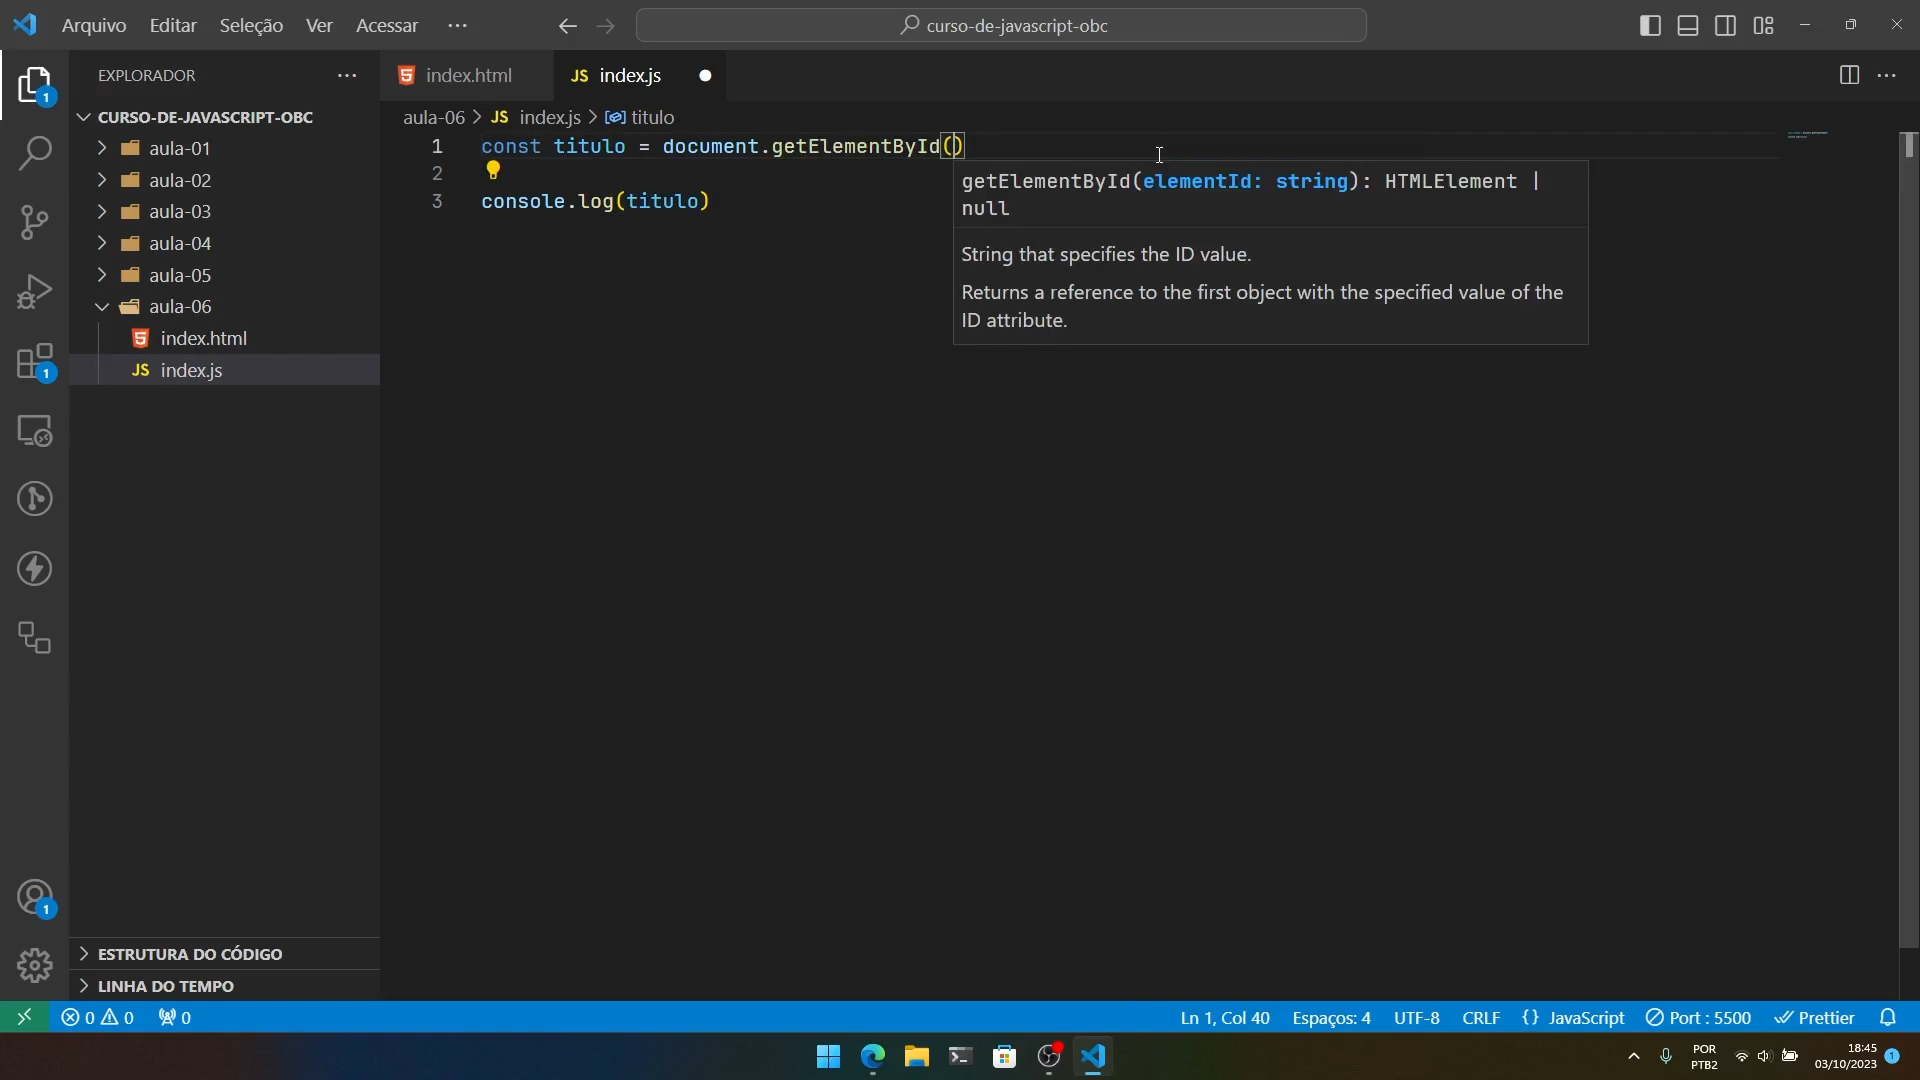 Arquivo Editar Seleção Ver Acessar ··· curso-de-javascript-obc
EXPLORADOR ···
index.html
JS index.js
CURSO-DE-JAVASCRIPT-OBC
aula-01
aula-02
aula-03
aula-04
aula-05
aula-06
index.html
JS index.js
ESTRUTURA DO CÓDIGO
LINHA DO TEMPO
1
1
1
aula-06 > JS index.js > titulo
1 const titulo = document.getElementById()
2
3 console.log(titulo)
getElementById(elementId: string): HTMLElement |
null
String that specifies the ID value.
Returns a reference to the first object with the specified value of the
ID attribute.
0 0 0 Ln 1, Col 40 Espaços: 4 UTF-8 CRLF {} JavaScript Port : 5500 Prettier
POR
PTB2
18:45
03/10/2023
1